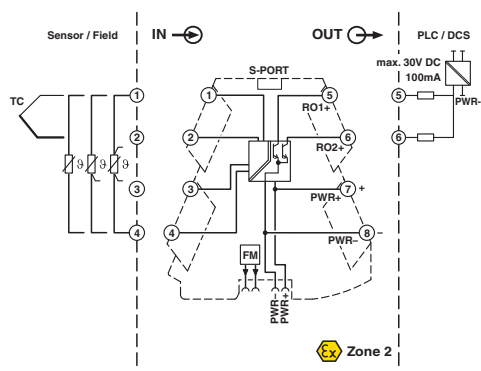 Sensor / Field
IN
OUT
PLC / DCS
S-PORT
max. 30V DC
100mA
TC
1
1
5
5
RO1+
PWR-
2
2
6
6
RO2+
ϑ
ϑ
ϑ
3
3
7
+
PWR+
4
4
8
–
PWR–
FM
PWR–
PWR+
Ex
Zone 2